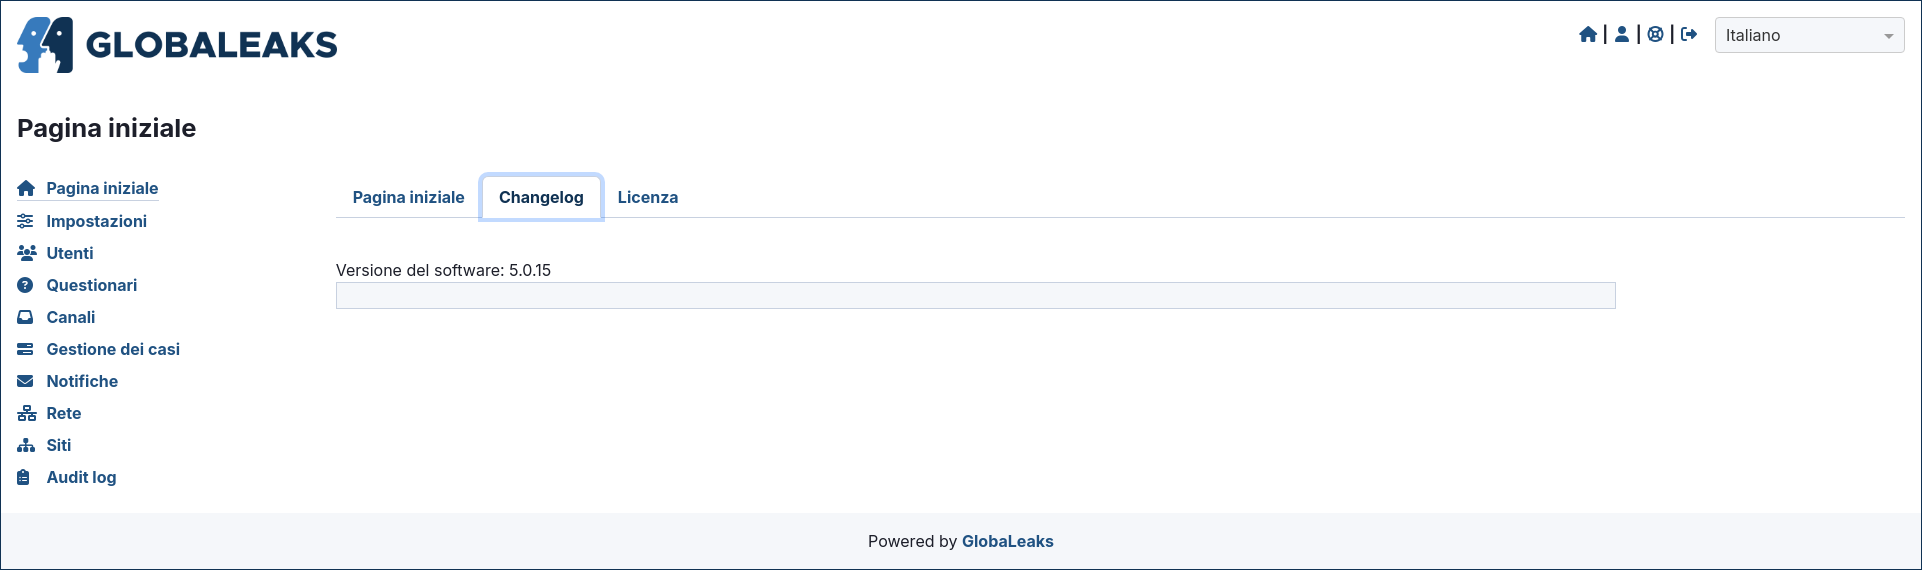 GLOBALEAKS
Italiano
Pagina iniziale
Pagina iniziale
Impostazioni
Utenti
Questionari
Canali
Gestione dei casi
Notifiche
Rete
Siti
Audit log
Pagina iniziale Changelog Licenza
Versione del software: 5.0.15
Powered by GlobaLeaks